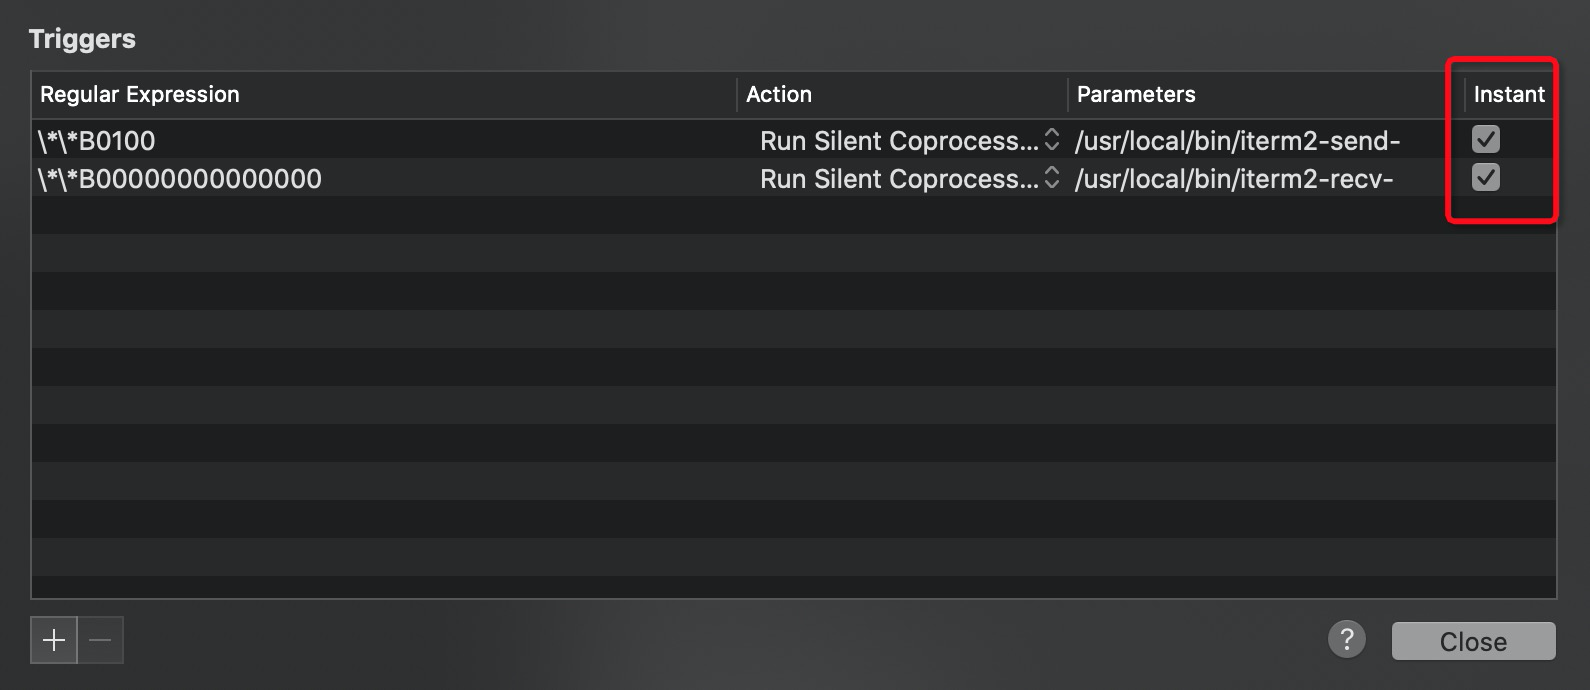 Triggers
Regular Expression Action Parameters Instant
\*\*B0100 Run Silent Coprocess... /usr/local/bin/iterm2-send-
\*\*B00000000000000 Run Silent Coprocess... /usr/local/bin/iterm2-recv-
? Close